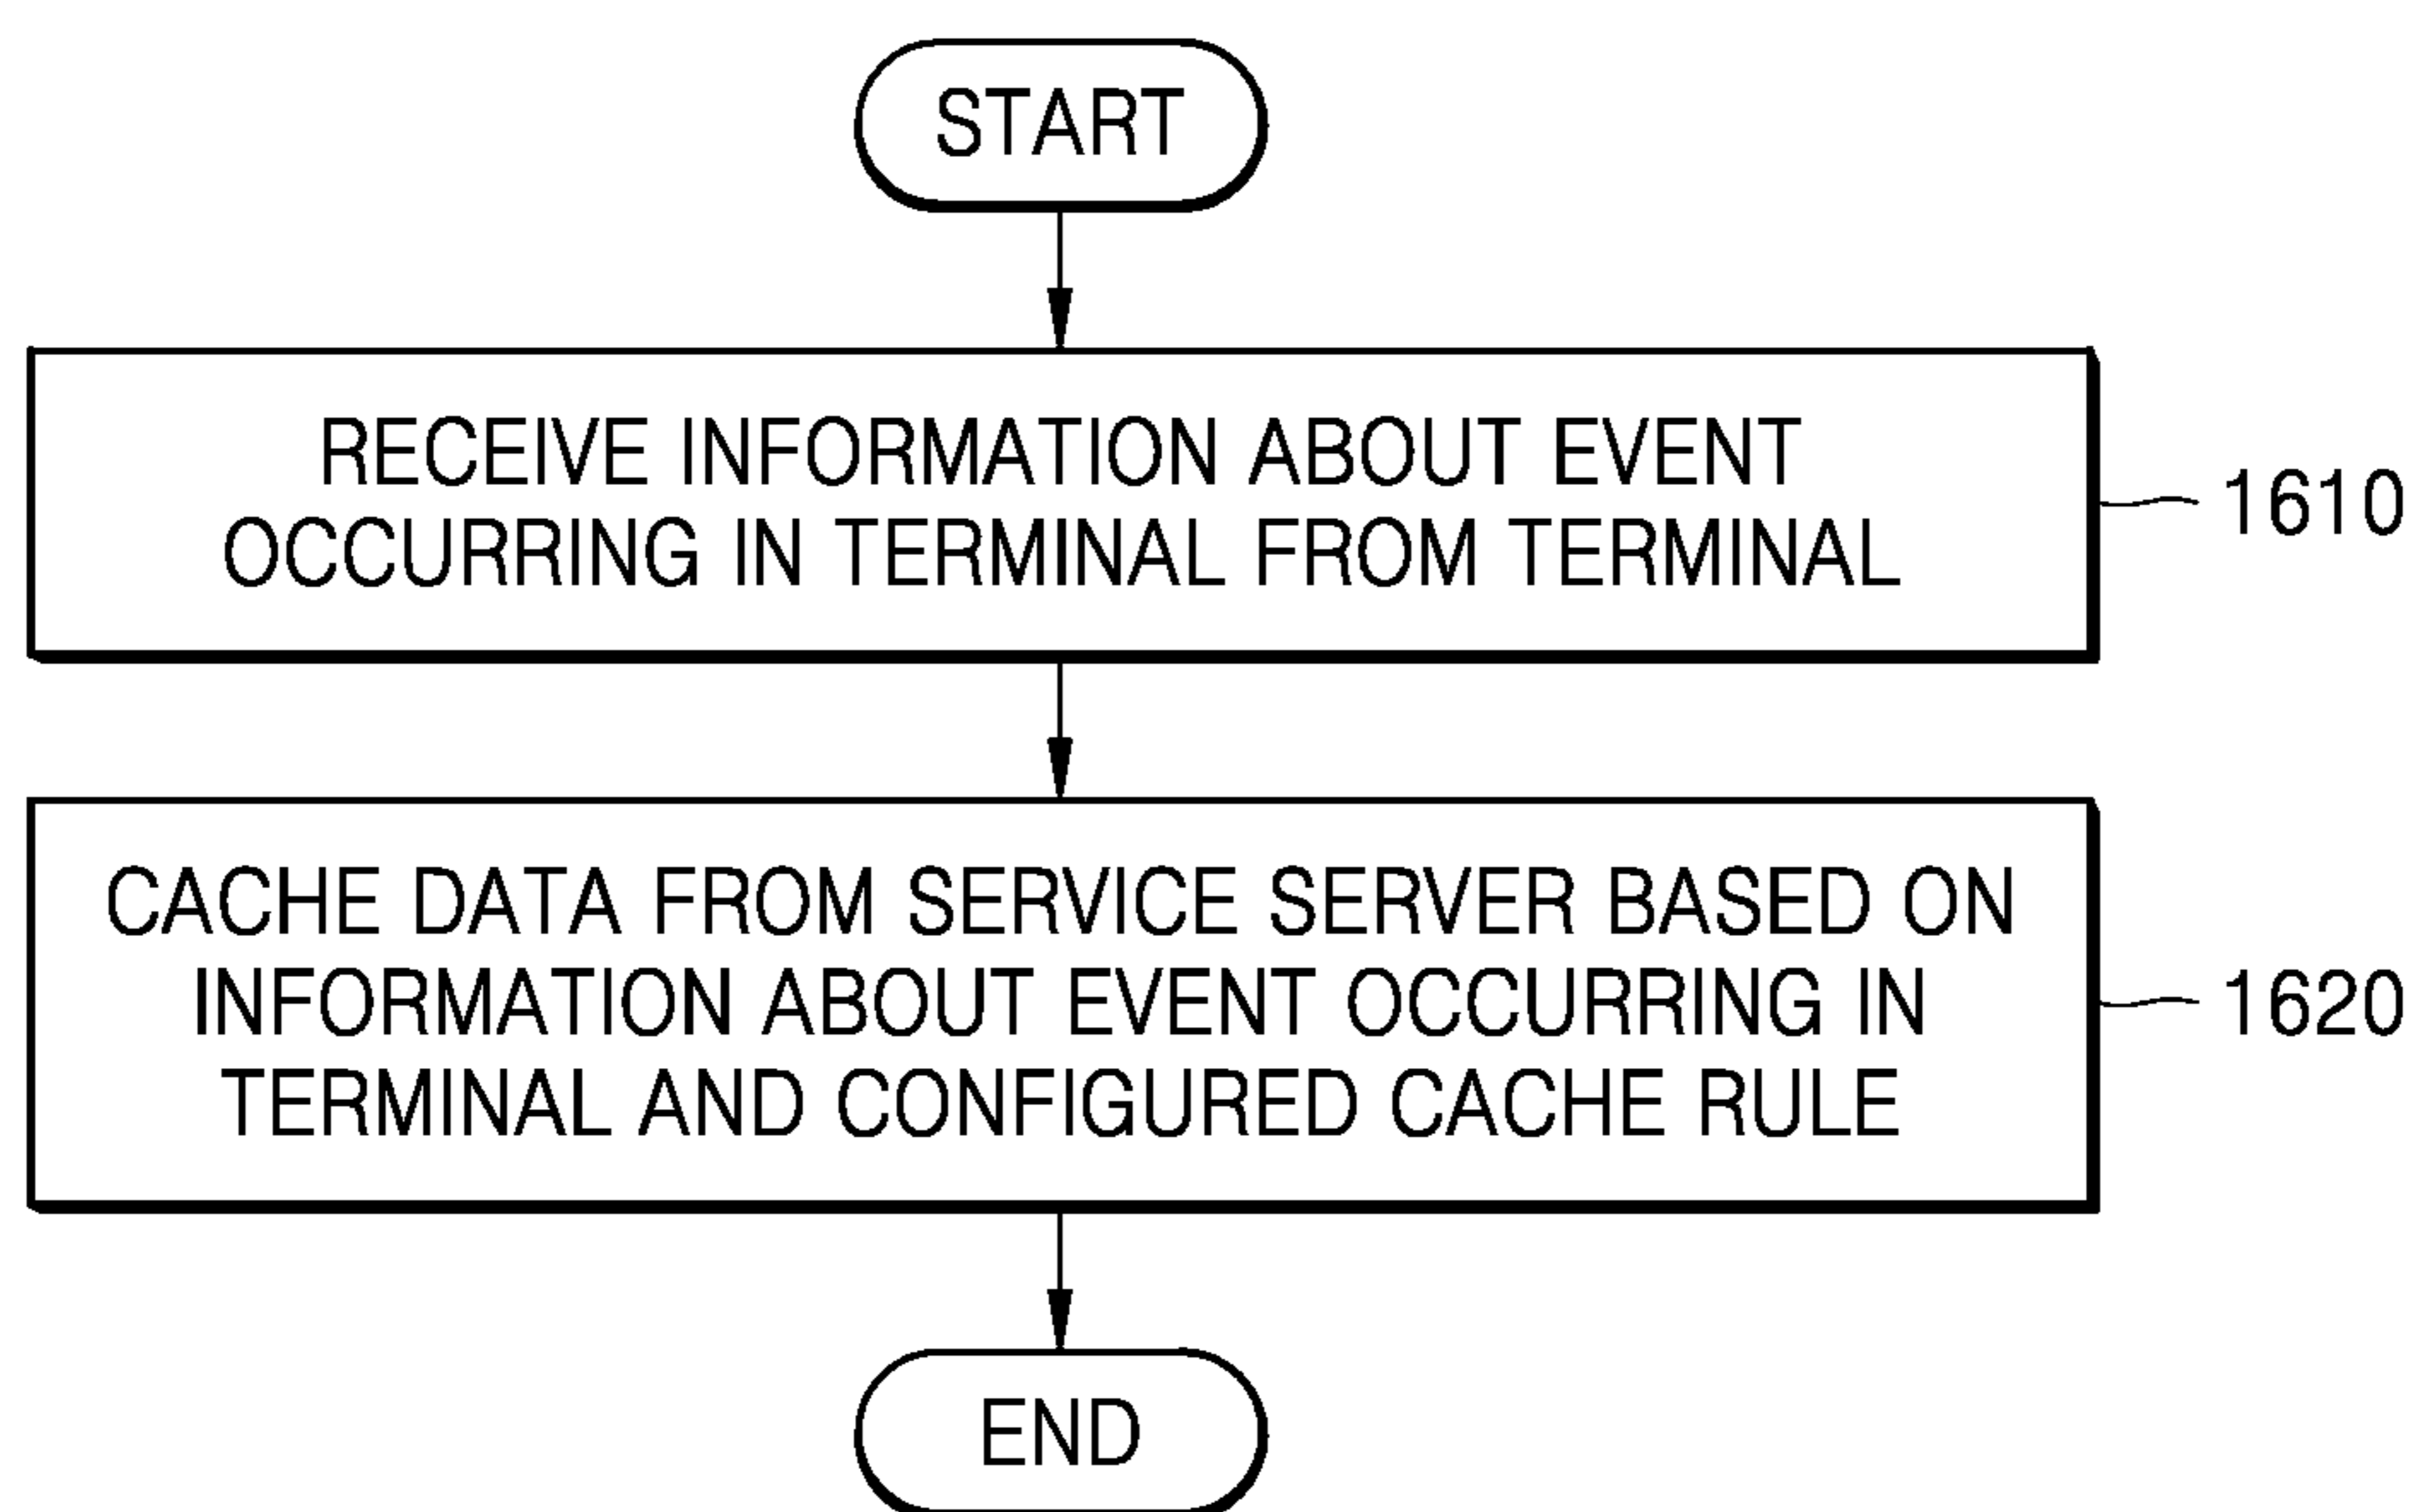 START
RECEIVE INFORMATION ABOUT EVENT
OCCURRING IN TERMINAL FROM TERMINAL
1610
CACHE DATA FROM SERVICE SERVER BASED ON
INFORMATION ABOUT EVENT OCCURRING IN
TERMINAL AND CONFIGURED CACHE RULE
1620
END